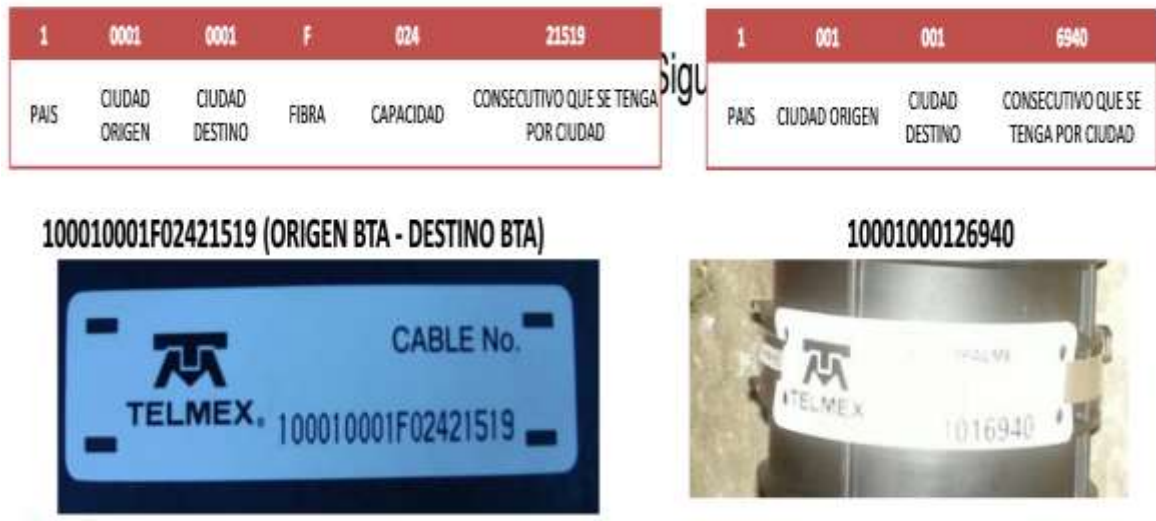 1 0001 0001 F 024 21519
PAIS CIUDAD ORIGEN CIUDAD DESTINO FIBRA CAPACIDAD CONSECUTIVO QUE SE TENGA POR CIUDAD
Sigu
1 001 001 6940
PAIS CIUDAD ORIGEN CIUDAD DESTINO CONSECUTIVO QUE SE TENGA POR CIUDAD
100010001F02421519 (ORIGEN BTA - DESTINO BTA)
CABLE No.
TELMEX®
100010001F02421519
10001000126940
TELMEX
1016940